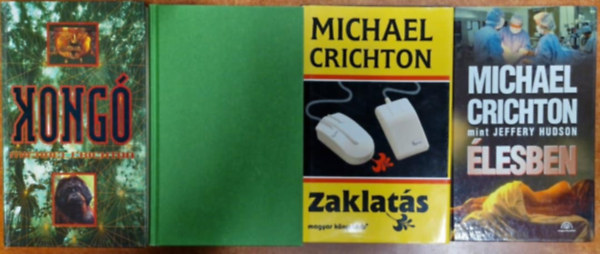 KONGÓ
MICHAEL
CRICHTON
Zaklatás
MICHAEL
CRICHTON
mint JEFFERY HUDSON
ÉLESBEN